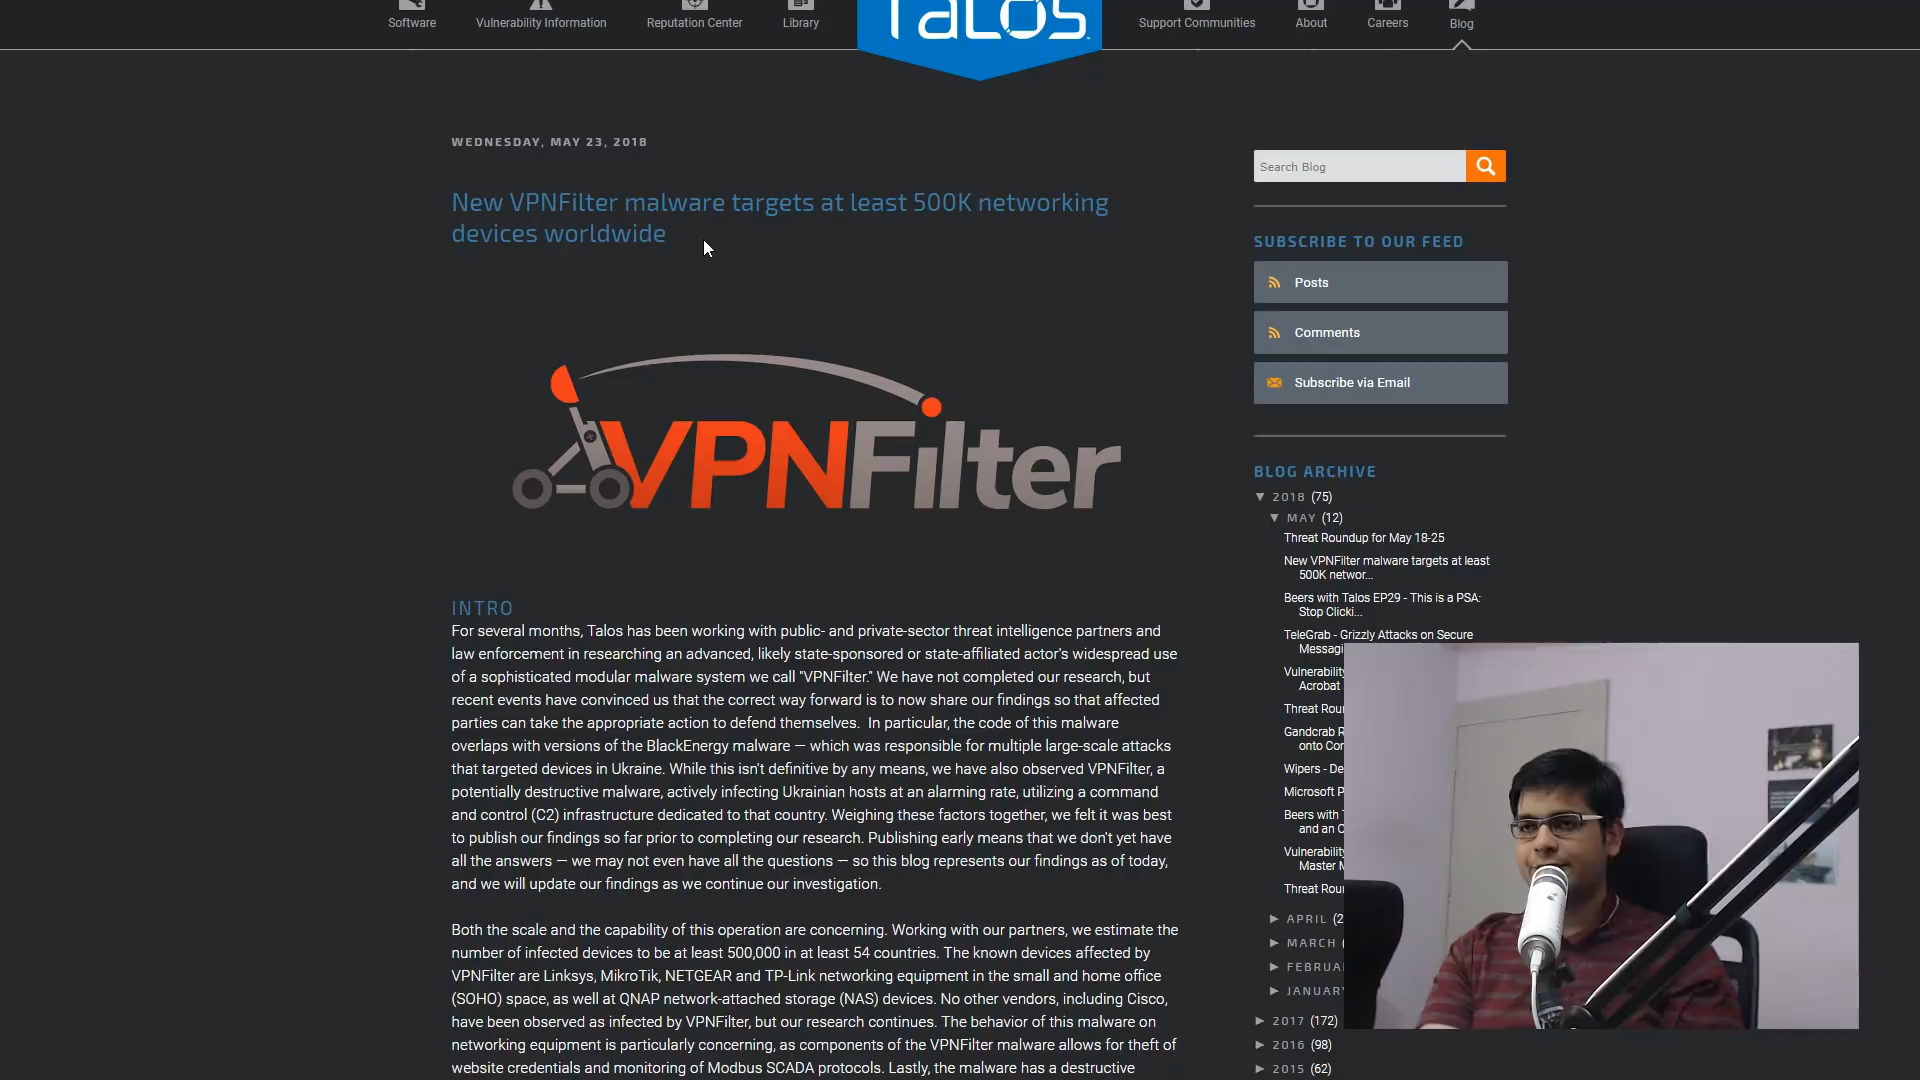 Software
Vulnerability Information
Reputation Center
Library
TaLOS
Support Communities
About
Careers
Blog
WEDNESDAY, MAY 23, 2018
New VPNFilter malware targets at least 500K networking
devices worldwide
VPNFilter
INTRO
For several months, Talos has been working with public- and private-sector threat intelligence partners and
law enforcement in researching an advanced, likely state-sponsored or state-affiliated actor's widespread use
of a sophisticated modular malware system we call "VPNFilter." We have not completed our research, but
recent events have convinced us that the correct way forward is to now share our findings so that affected
parties can take the appropriate action to defend themselves. In particular, the code of this malware
overlaps with versions of the BlackEnergy malware — which was responsible for multiple large-scale attacks
that targeted devices in Ukraine. While this isn't definitive by any means, we have also observed VPNFilter, a
potentially destructive malware, actively infecting Ukrainian hosts at an alarming rate, utilizing a command
and control (C2) infrastructure dedicated to that country. Weighing these factors together, we felt it was best
to publish our findings so far prior to completing our research. Publishing early means that we don't yet have
all the answers — we may not even have all the questions — so this blog represents our findings as of today,
and we will update our findings as we continue our investigation.
Both the scale and the capability of this operation are concerning. Working with our partners, we estimate the
number of infected devices to be at least 500,000 in at least 54 countries. The known devices affected by
VPNFilter are Linksys, MikroTik, NETGEAR and TP-Link networking equipment in the small and home office
(SOHO) space, as well at QNAP network-attached storage (NAS) devices. No other vendors, including Cisco,
have been observed as infected by VPNFilter, but our research continues. The behavior of this malware on
networking equipment is particularly concerning, as components of the VPNFilter malware allows for theft of
website credentials and monitoring of Modbus SCADA protocols. Lastly, the malware has a destructive
Search Blog
SUBSCRIBE TO OUR FEED
Posts
Comments
Subscribe via Email
BLOG ARCHIVE
▼ 2018 (75)
▼ MAY (12)
Threat Roundup for May 18-25
New VPNFilter malware targets at least
500K networ...
Beers with Talos EP29 - This is a PSA:
Stop Clicki...
TeleGrab - Grizzly Attacks on Secure
Messagi
Vulnerability
Acrobat
Threat Rou
Gandcrab R
onto Cor
Wipers - De
Microsoft P
Beers with T
and an C
Vulnerability
Master M
Threat Rou
► APRIL (2
► MARCH (
► FEBRUA
► JANUARY
► 2017 (172)
► 2016 (98)
► 2015 (62)